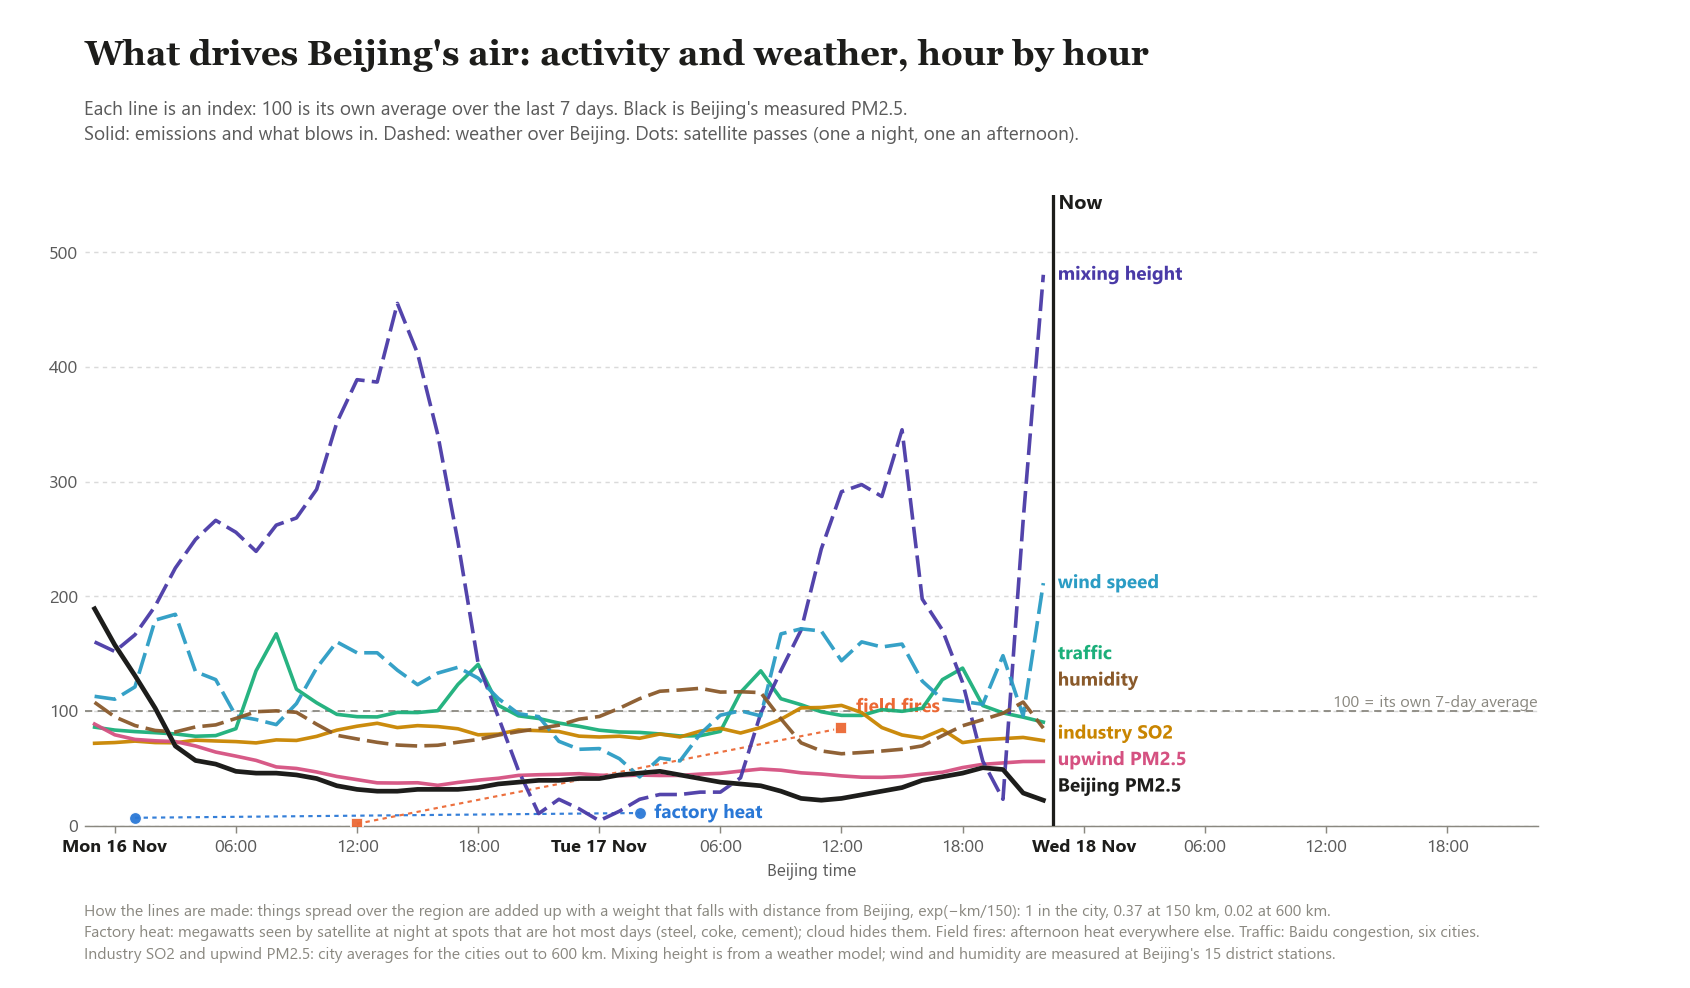 What drives Beijing's air: activity and weather, hour by hour
Each line is an index: 100 is its own average over the last 7 days. Black is Beijing's measured PM2.5.
Solid: emissions and what blows in. Dashed: weather over Beijing. Dots: satellite passes (one a night, one an afternoon).
Now
500
mixing height
400
300
200
wind speed
traffic
humidity
100 = its own 7-day average
field fires
100
industry SO2
upwind PM2.5
Beijing PM2.5
factory heat
0
Mon 16 Nov 06:00 12:00 18:00 Tue 17 Nov 06:00 12:00 18:00 Wed 18 Nov 06:00 12:00 18:00
Beijing time
How the lines are made: things spread over the region are added up with a weight that falls with distance from Beijing, exp(−km/150): 1 in the city, 0.37 at 150 km, 0.02 at 600 km.
Factory heat: megawatts seen by satellite at night at spots that are hot most days (steel, coke, cement); cloud hides them. Field fires: afternoon heat everywhere else. Traffic: Baidu congestion, six cities.
Industry SO2 and upwind PM2.5: city averages for the cities out to 600 km. Mixing height is from a weather model; wind and humidity are measured at Beijing's 15 district stations.